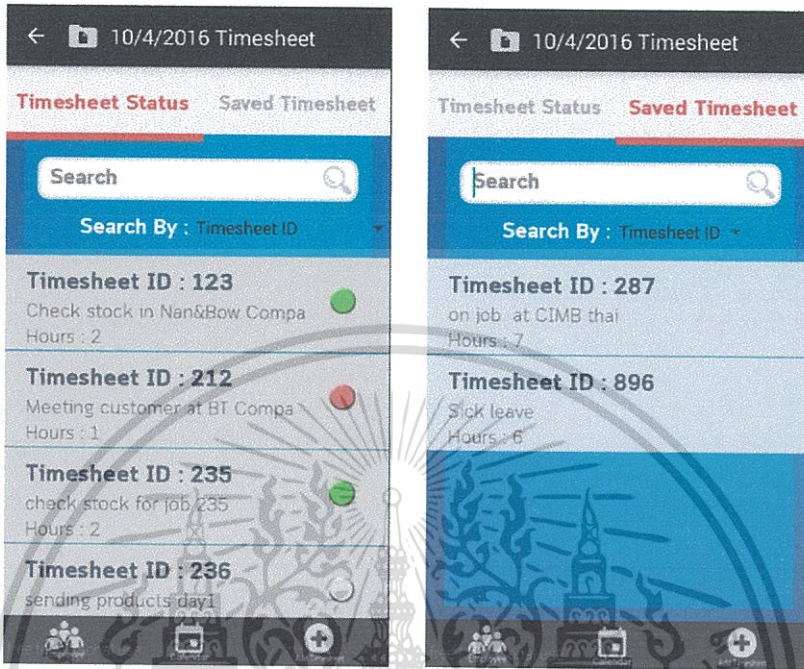 10/4/2016 Timesheet
Timesheet Status Saved Timesheet
Search
Search By : Timesheet ID
Timesheet ID : 123
Check stock in Nan&Bow Compa
Hours : 2
Timesheet ID : 212
Meeting customer at BT Compa
Hours : 1
Timesheet ID : 235
check stock for job 235
Hours : 2
Timesheet ID : 236
sending products day1
Employee Calendar
10/4/2016 Timesheet
Timesheet Status Saved Timesheet
Search
Search By : Timesheet ID
Timesheet ID : 287
on job at CIMB thai
Hours : 7
Timesheet ID : 896
Sick leave
Hours : 6
Employee Calendar